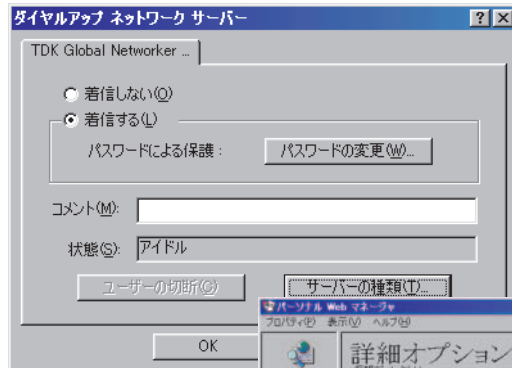 ダイヤルアップ ネットワーク サーバー
TDK Global Networker ...
着信しない(O)
着信する(L)
パスワードによる保護 : パスワードの変更(W)...
コメント(M):
状態(S): アイドル
ユーザーの切断(C) サーバーの種類(T)...
パーソナル Web マネージャ
プロパティ(P) 表示(V) ヘルプ(H)
OK 詳細オプション